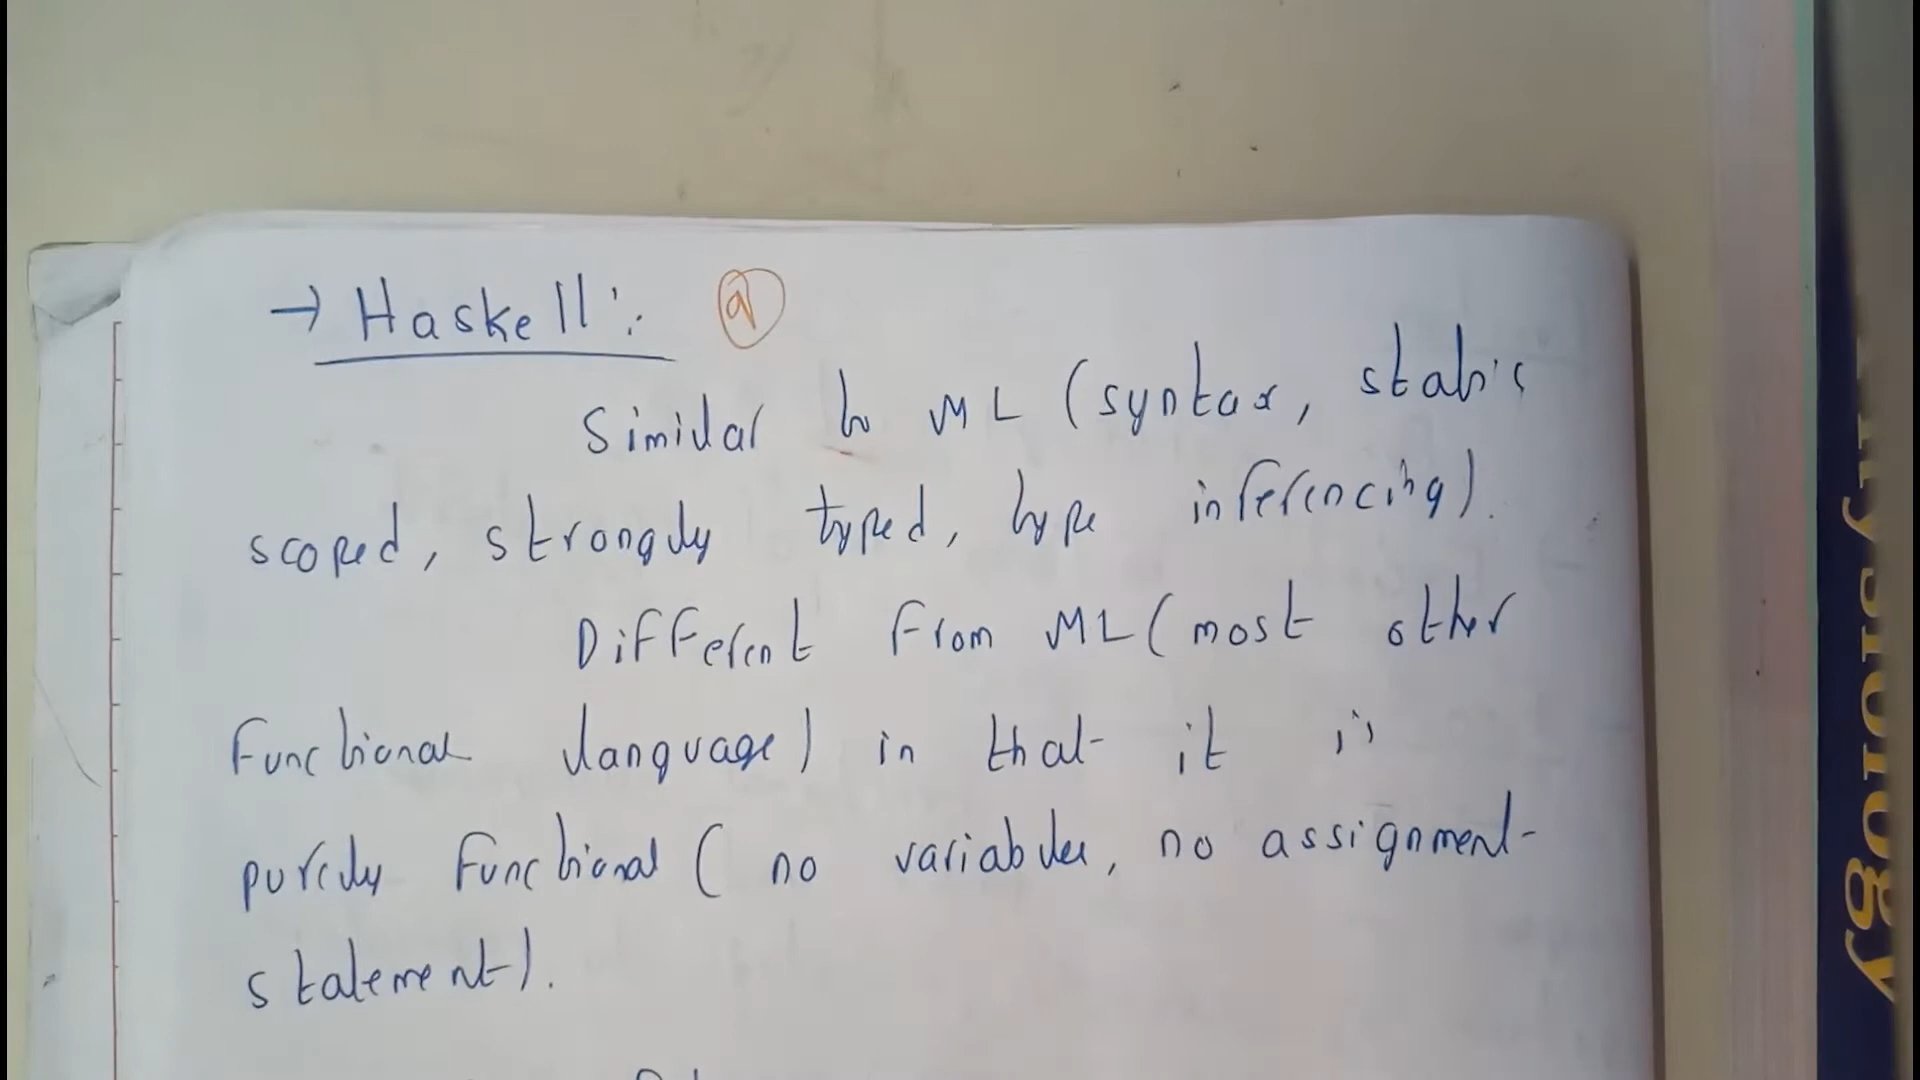 → Haskell:
Similar to ML (syntax, static
scoped, strongly typed, type inferencing).
Different from ML (most other
functional language) in that it is
purely functional (no variables, no assignment
statement).